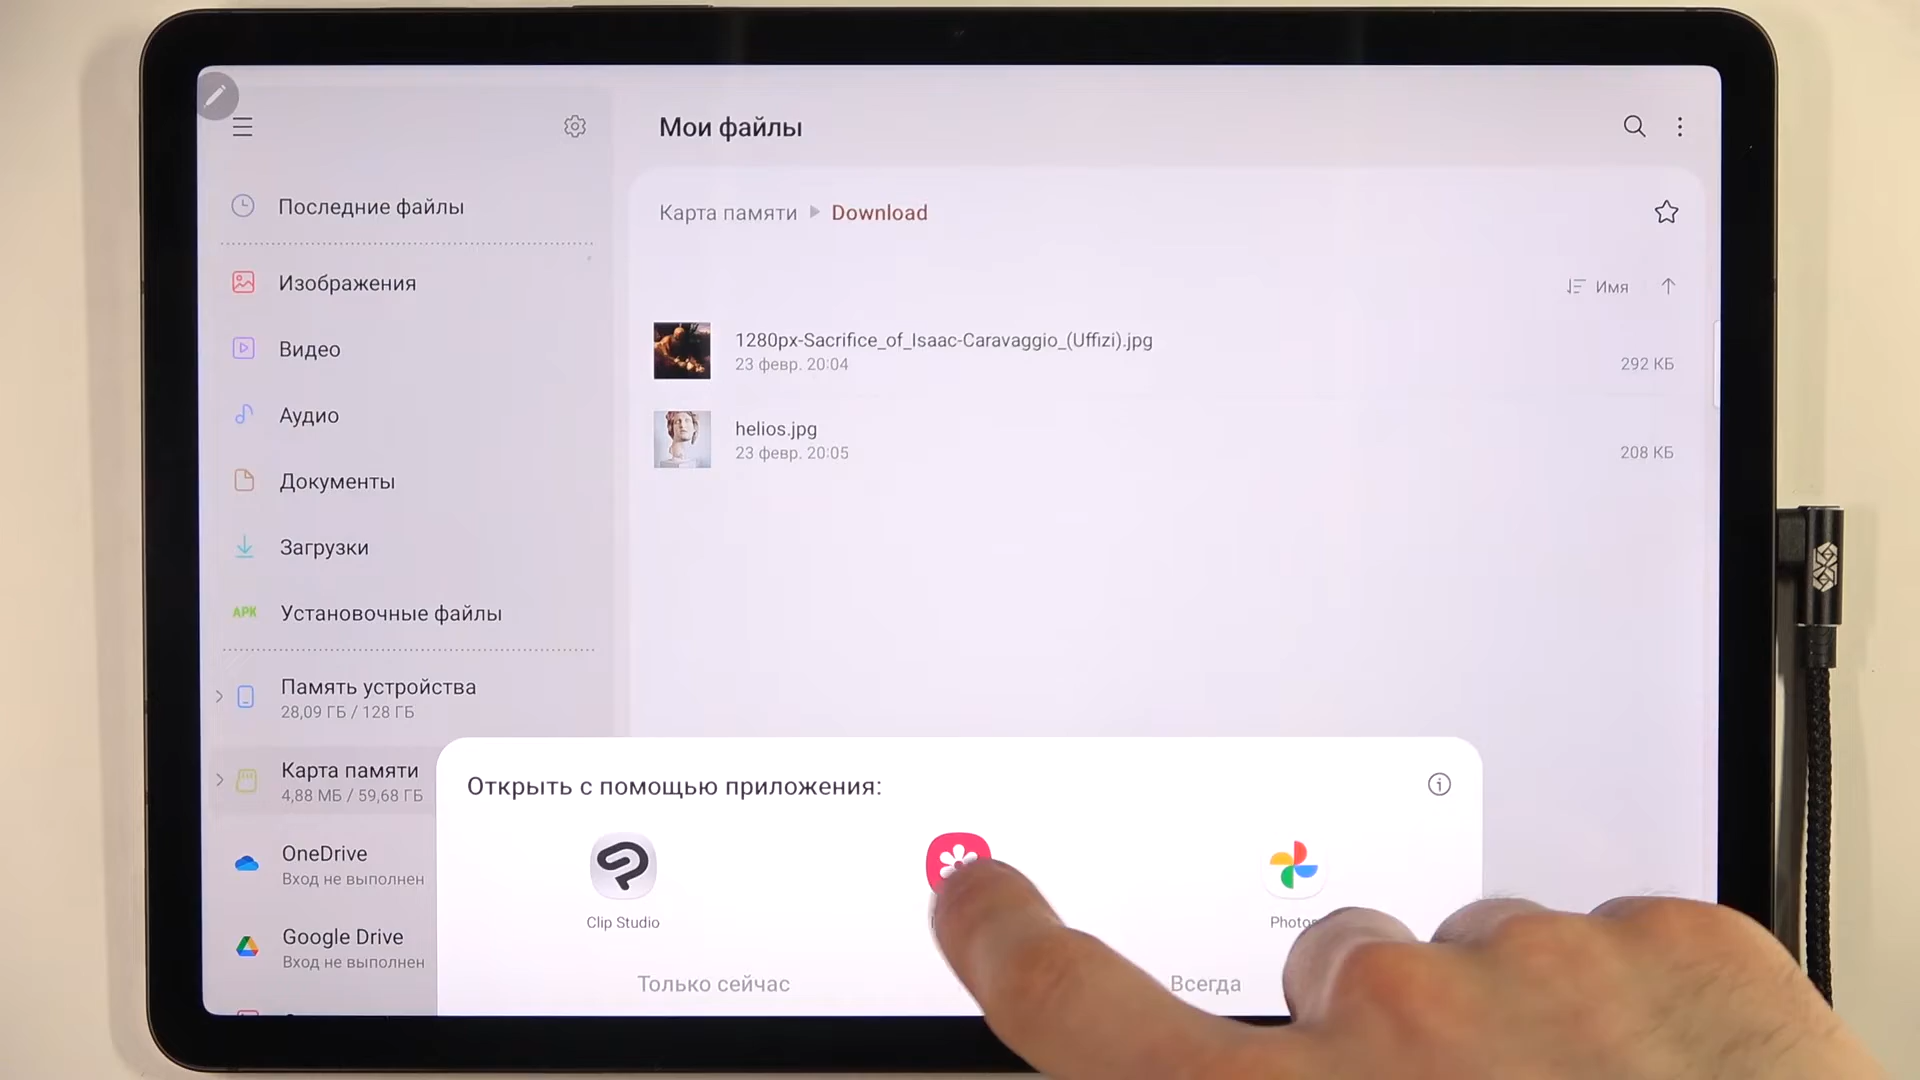 Мои файлы
Последние файлы
Изображения
Видео
Аудио
Документы
Загрузки
APK Установочные файлы
Память устройства
28,09 ГБ / 128 ГБ
Карта памяти
4,88 МБ / 59,68 ГБ
OneDrive
Вход не выполнен
Google Drive
Вход не выполнен
Карта памяти Download
Имя
1280px-Sacrifice_of_Isaac-Caravaggio_(Uffizi).jpg
23 февр. 20:04
292 КБ
helios.jpg
23 февр. 20:05
208 КБ
Открыть с помощью приложения:
Clip Studio
Photos
Только сейчас
Всегда